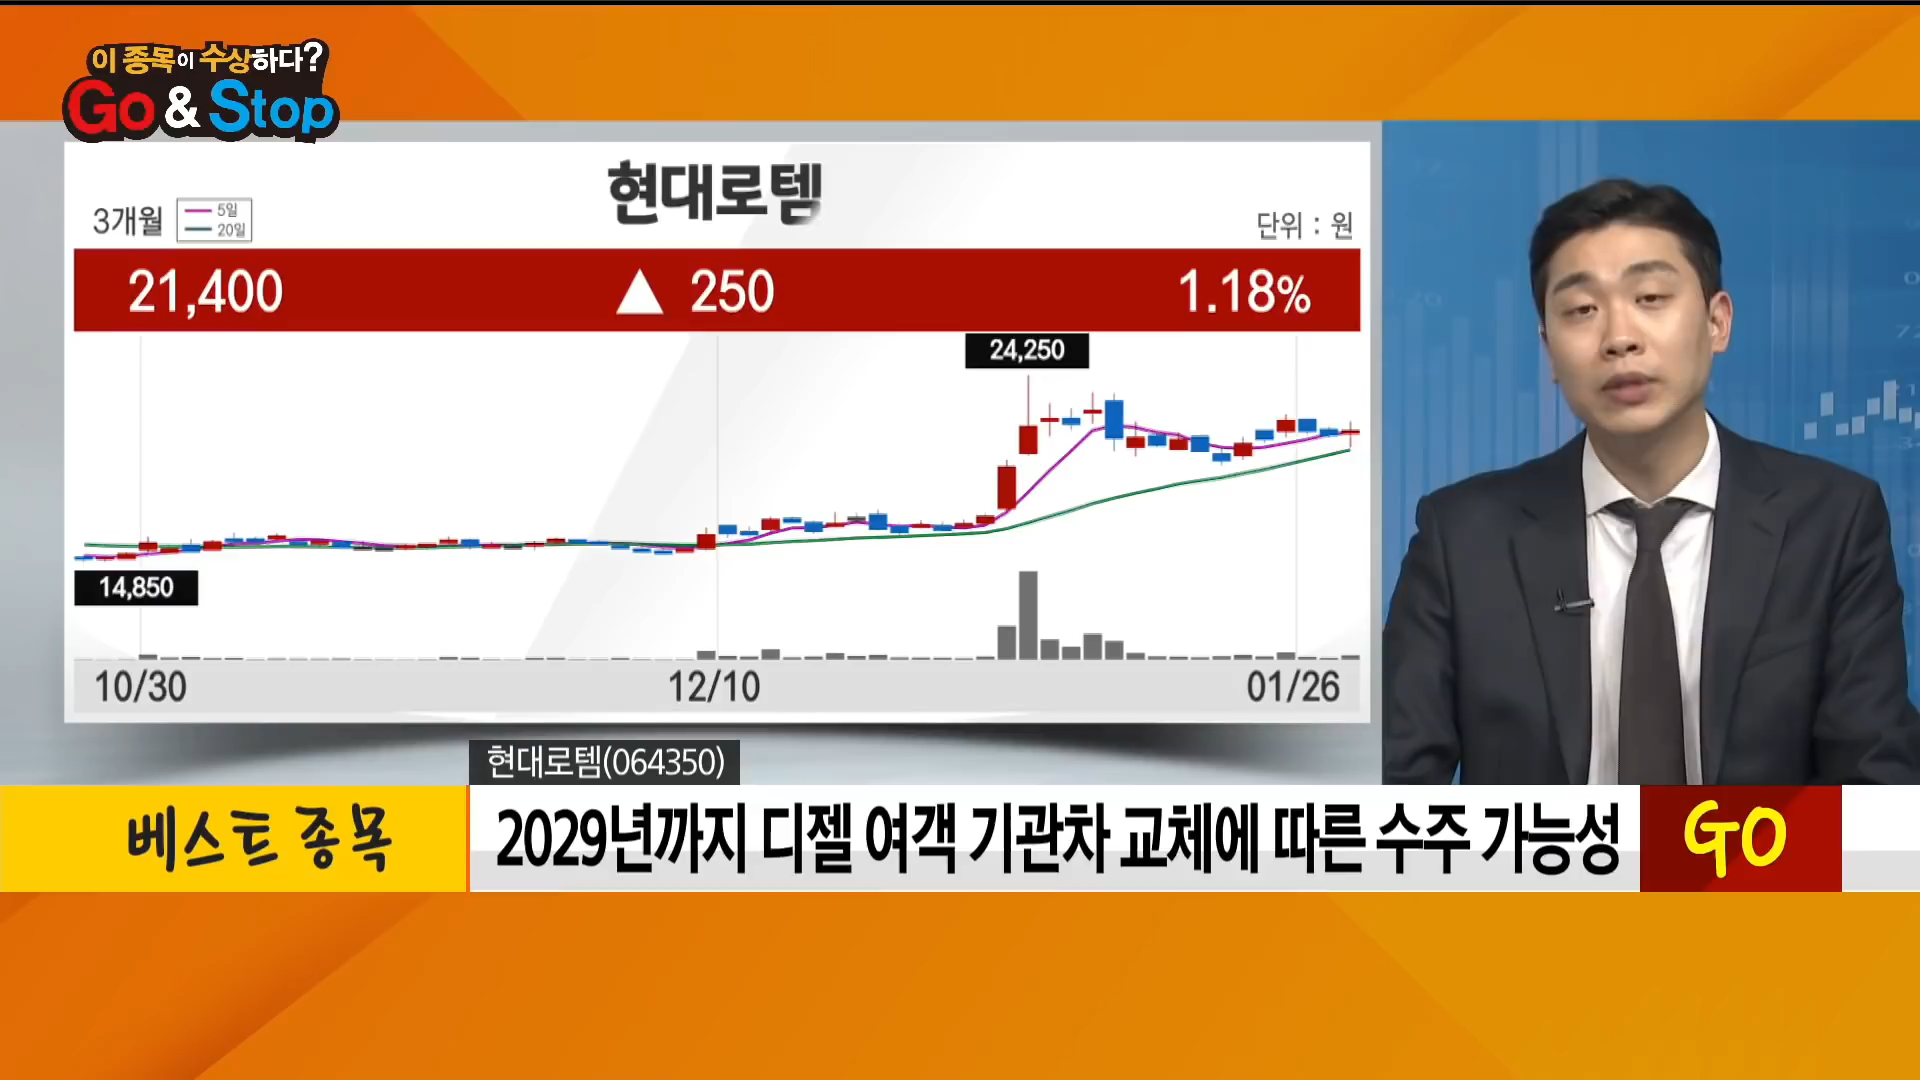 이 종목이 수상하다?
Go & Stop
현대로템
3개월
5일
20일
단위 : 원
21,400 ▲ 250 1.18%
24,250
14,850
10/30 12/10 01/26
현대로템(064350)
베스트 종목
2029년까지 디젤 여객 기관차 교체에 따른 수주 가능성
GO